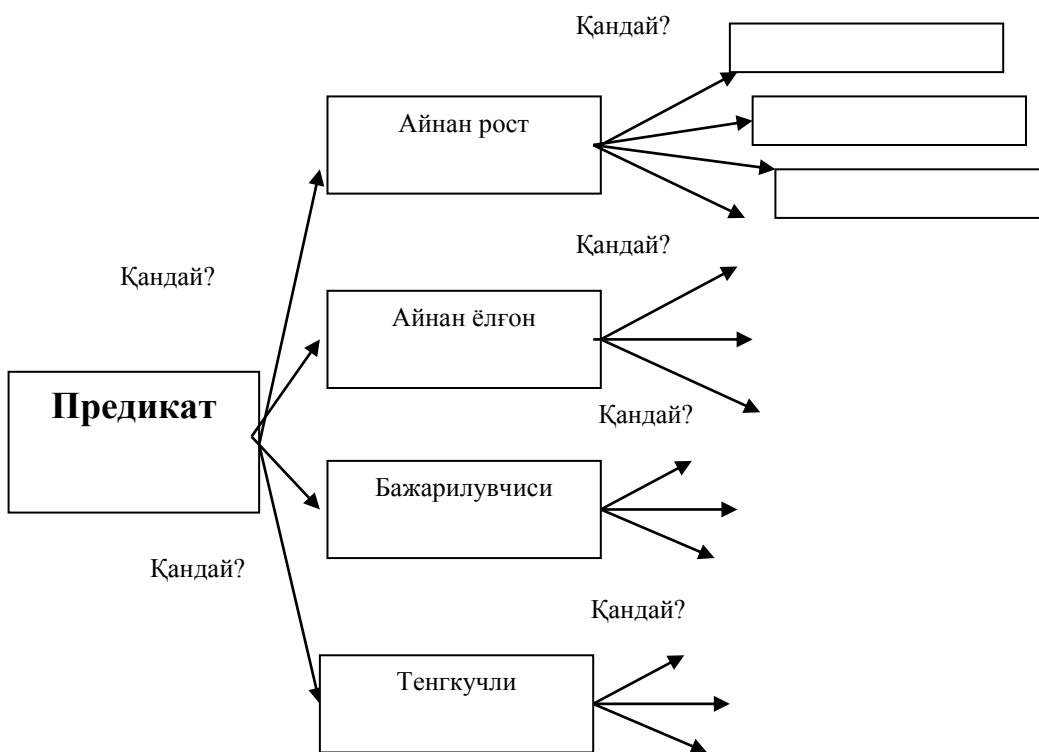 Қандай?
Айнан рост
Қандай?
Қандай?
Айнан ёлғон
Предикат
Қандай?
Бажарилувчиси
Қандай?
Қандай?
Тенгкучли